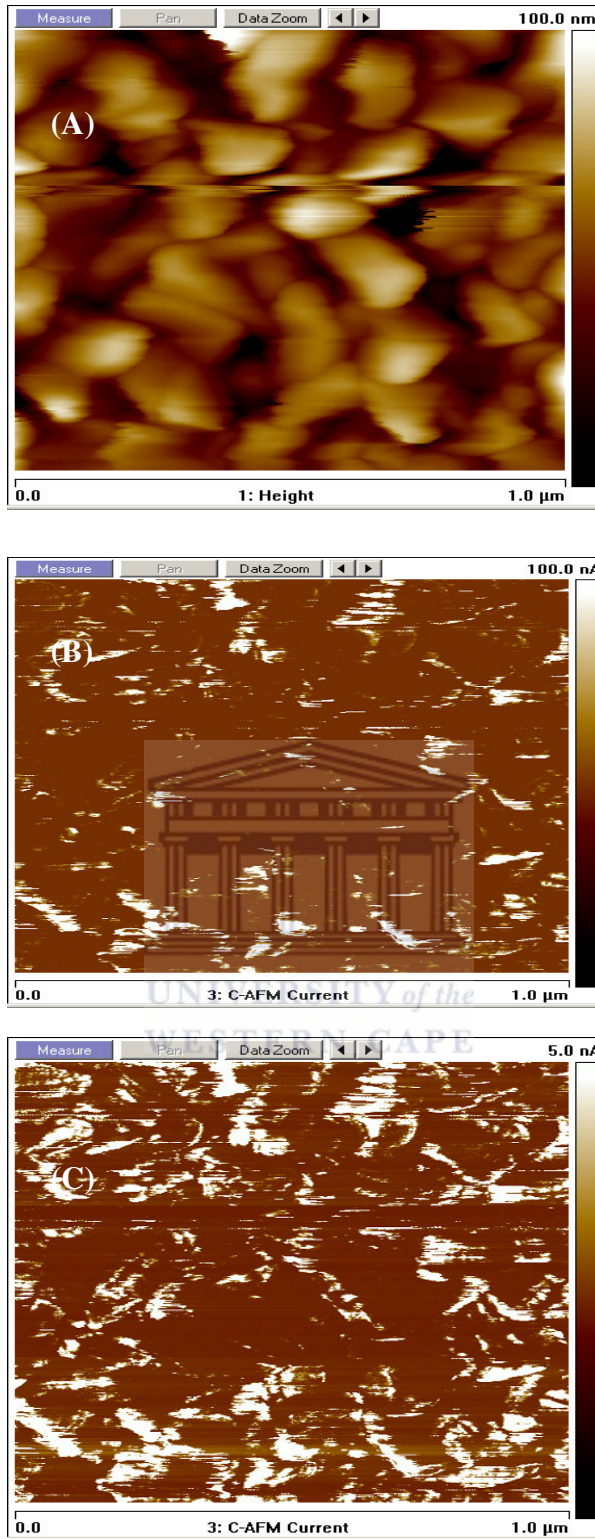 Measure Pan Data Zoom 100.0 nm
(A)
0.0 1: Height 1.0 µm
Measure Pan Data Zoom 100.0 nA
(B)
0.0 3: C-AFM Current 1.0 µm
UNIVERSITY of the
WESTERN CAPE
Measure Pan Data Zoom 5.0 nA
(C)
0.0 3: C-AFM Current 1.0 µm